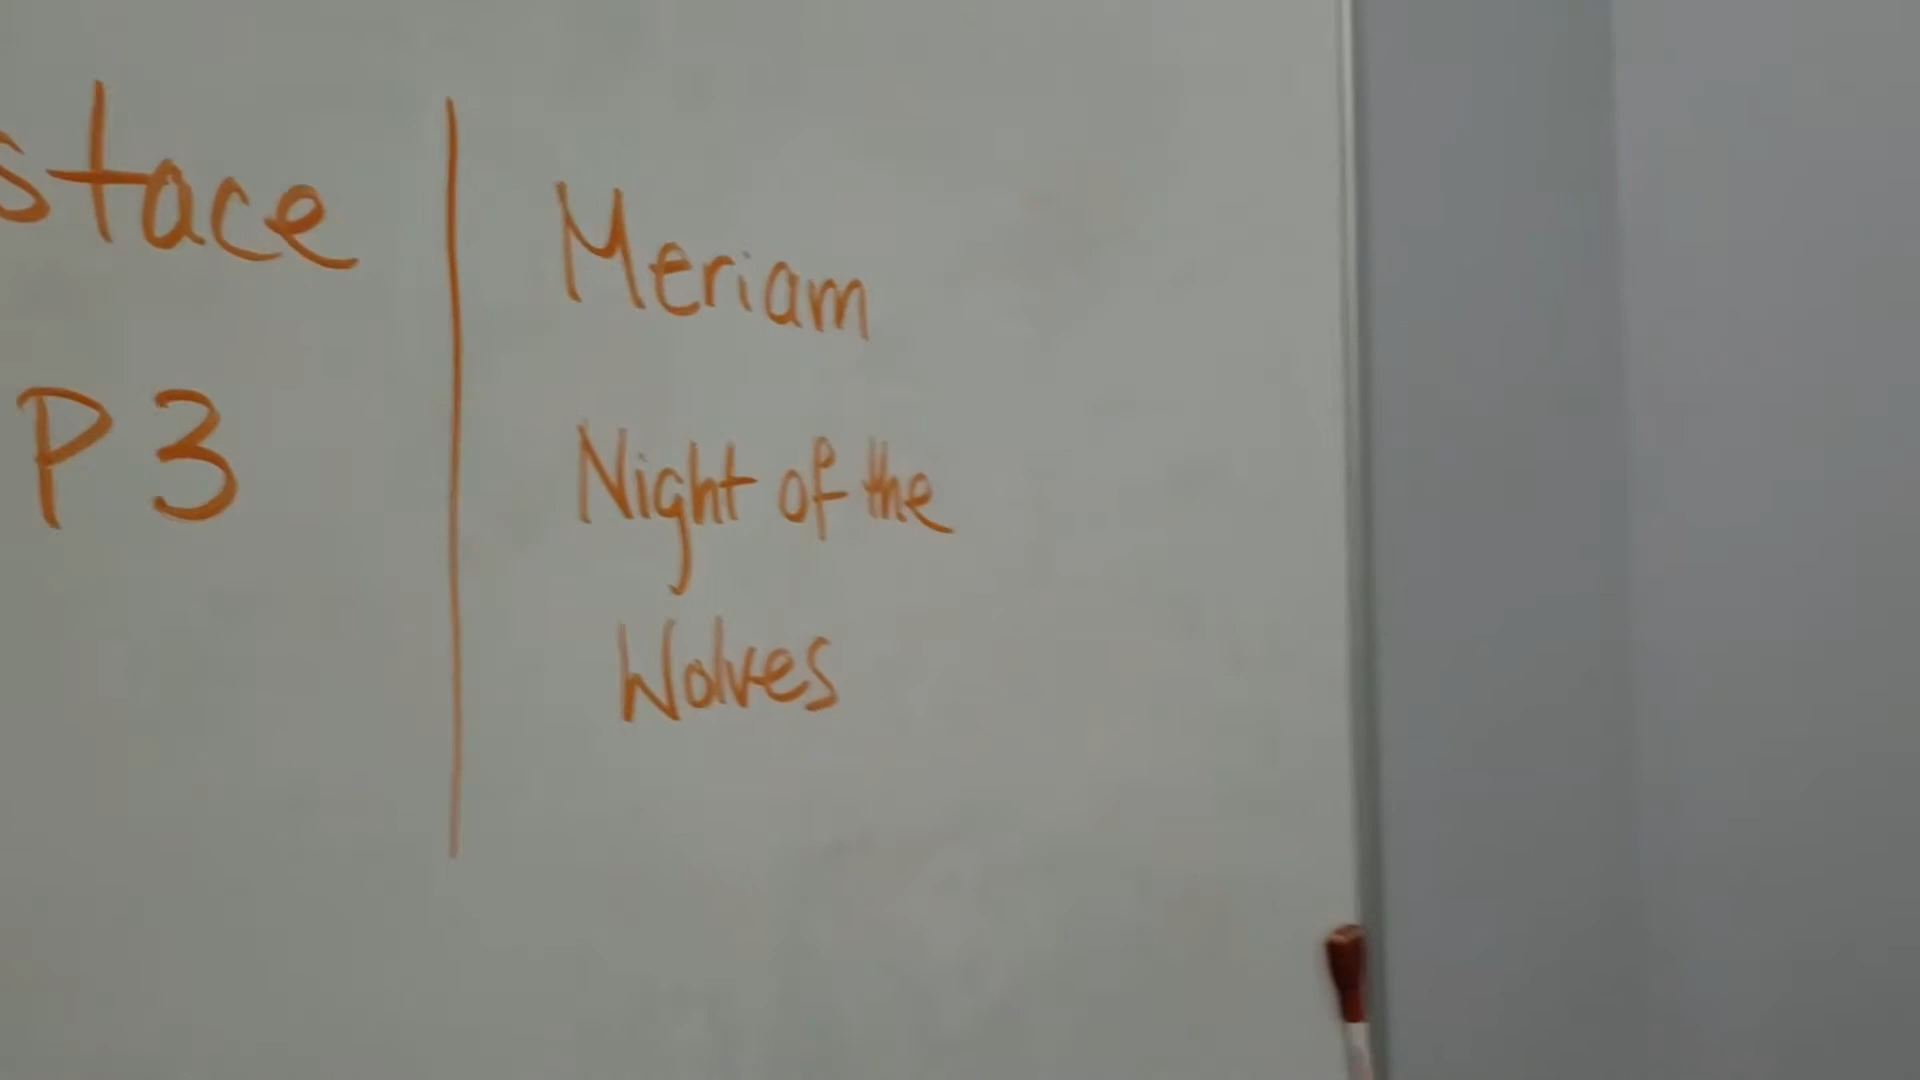 stace
P3
Meriam
Night of the
Wolves